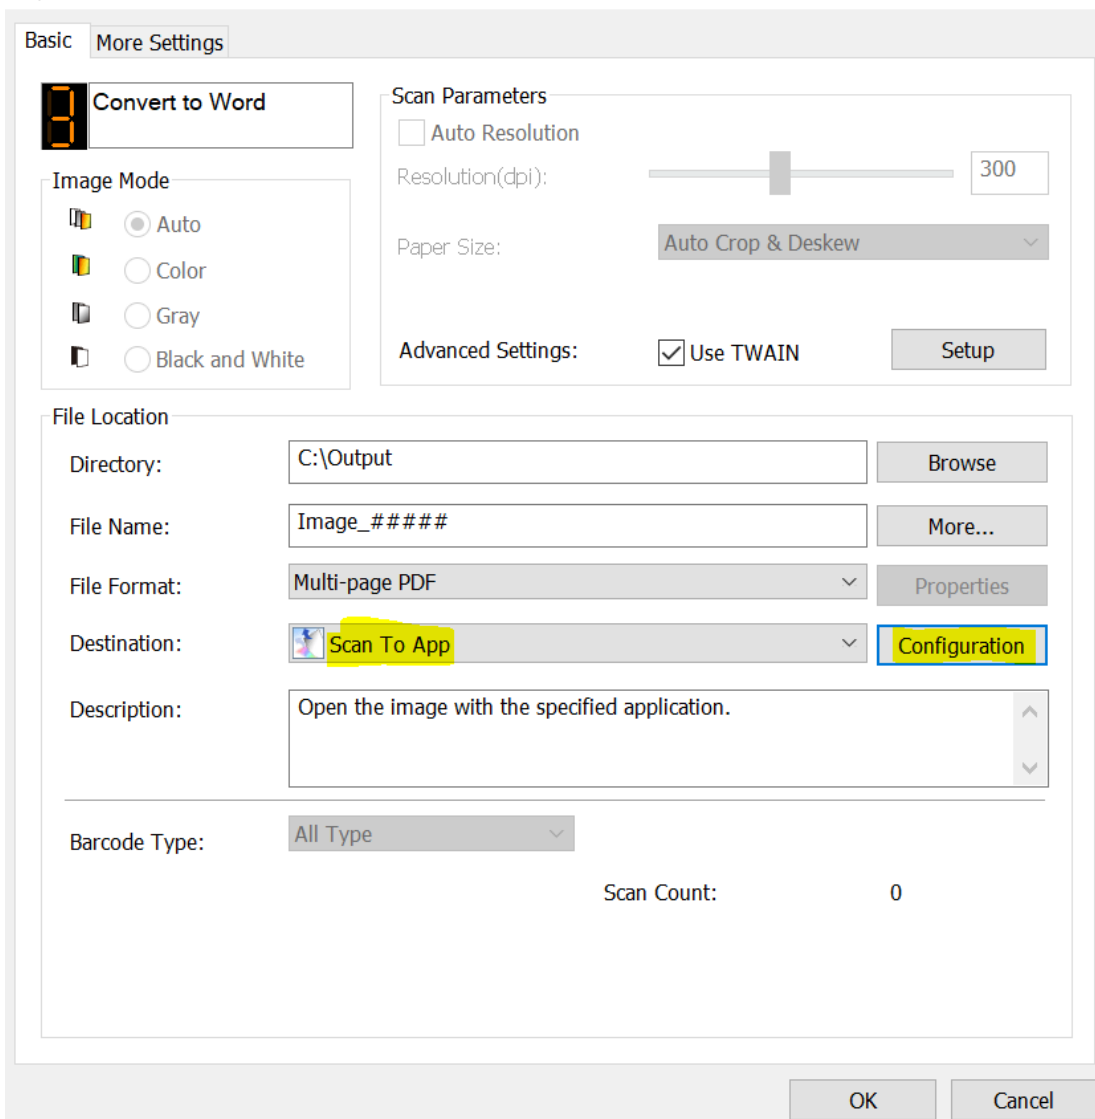 Basic
More Settings
3
Convert to Word
Image Mode
Auto
Color
Gray
Black and White
Scan Parameters
Auto Resolution
Resolution(dpi):
300
Paper Size:
Auto Crop & Deskew
Advanced Settings:
Use TWAIN
Setup
File Location
Directory:
C:\Output
Browse
File Name:
Image_#####
More...
File Format:
Multi-page PDF
Properties
Destination:
Scan To App
Configuration
Description:
Open the image with the specified application.
Barcode Type:
All Type
Scan Count:
0
OK
Cancel